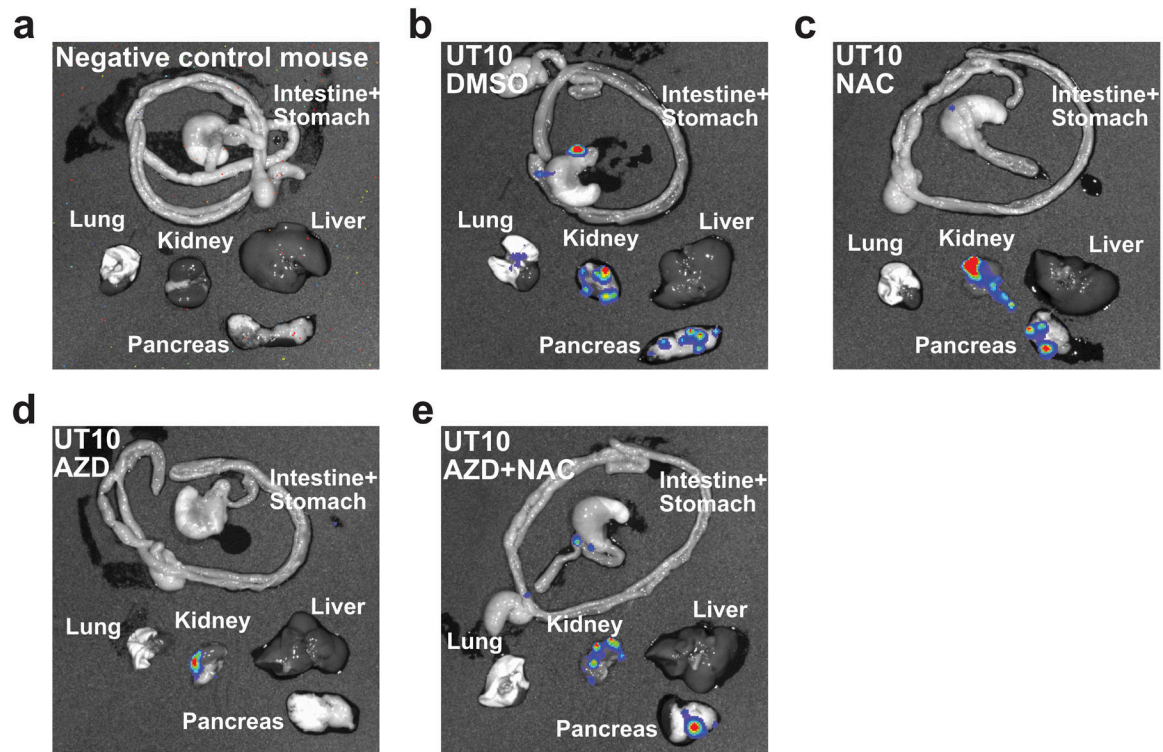 a
Negative control mouse
Intestine+
Stomach
Lung
Kidney
Liver
Pancreas
b
UT10
DMSO
Intestine+
Stomach
Lung
Kidney
Liver
Pancreas
c
UT10
NAC
Intestine+
Stomach
Lung
Kidney
Liver
Pancreas
d
UT10
AZD
Intestine+
Stomach
Lung
Kidney
Liver
Pancreas
e
UT10
AZD+NAC
Intestine+
Stomach
Lung
Kidney
Liver
Pancreas